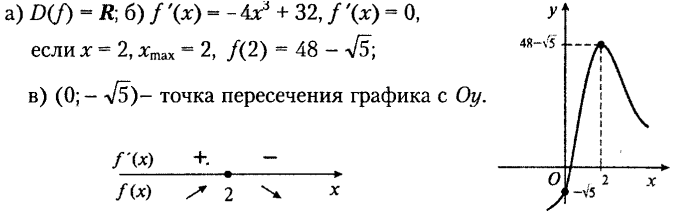 а) D(f) = R; б) f ′(x) = –4x³ + 32, f ′(x) = 0,
если x = 2, xmax = 2, f(2) = 48 – √5;
в) (0; – √5) – точка пересечения графика с Oy.
f ′(x) + –
f(x) 2 x
y
48–√5
O 2 x
–√5